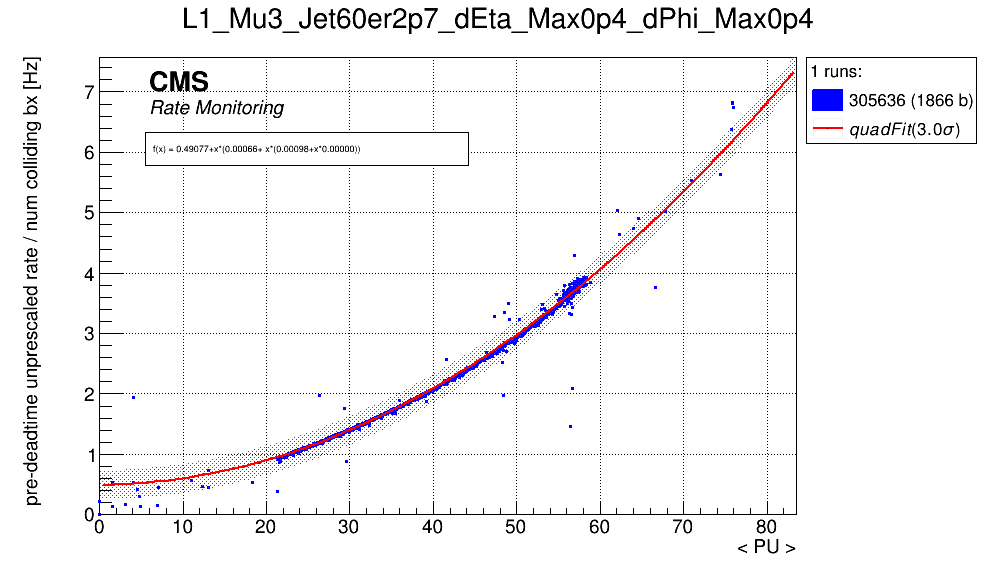 L1_Mu3_Jet60er2p7_dEta_Max0p4_dPhi_Max0p4
pre-deadtime unprescaled rate / num colliding bx [Hz]
CMS
Rate Monitoring
f(x) = 0.49077+x*(0.00066+ x*(0.00098+x*0.00000))
1 runs:
305636 (1866 b)
quadFit(3.0σ)
7
6
5
4
3
2
1
0
0 10 20 30 40 50 60 70 80
< PU >